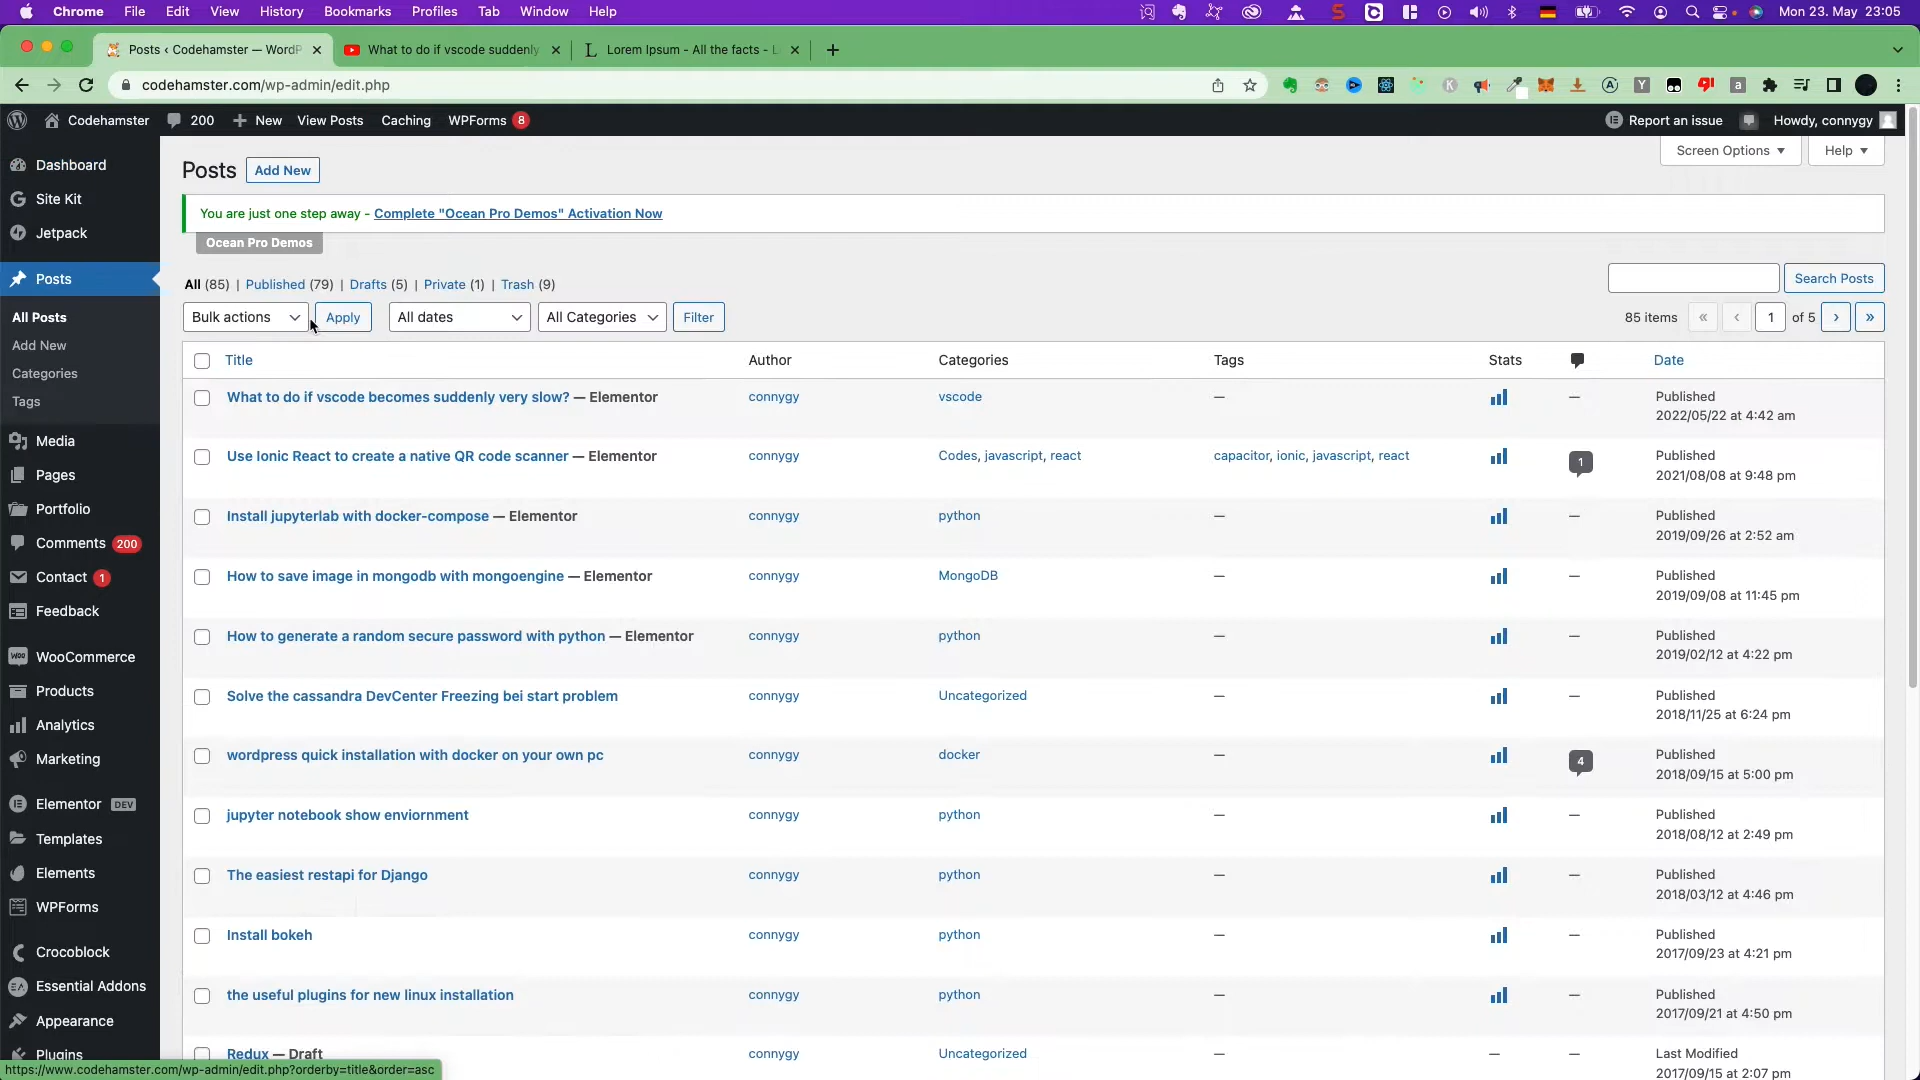 Chrome File Edit View History Bookmarks Profiles Tab Window Help Mon 23. May 23:05
Posts ‹ Codehamster — WordP What to do if vscode suddenly Lorem Ipsum - All the facts - L
codehamster.com/wp-admin/edit.php
Codehamster 200 New View Posts Caching WPForms 8 Report an issue Howdy, connygy
Screen Options Help
Dashboard
Site Kit
Jetpack
Posts
All Posts
Add New
Categories
Tags
Media
Pages
Portfolio
Comments 200
Contact 1
Feedback
WooCommerce
Products
Analytics
Marketing
Elementor DEV
Templates
Elements
WPForms
Crocoblock
Essential Addons
Appearance
Plugins
Posts Add New
You are just one step away - Complete "Ocean Pro Demos" Activation Now
Ocean Pro Demos
All (85) | Published (79) | Drafts (5) | Private (1) | Trash (9)
Search Posts
Bulk actions Apply All dates All Categories Filter 85 items « ‹ 1 of 5 › »
Title Author Categories Tags Stats Date
What to do if vscode becomes suddenly very slow? — Elementor connygy vscode — — Published
2022/05/22 at 4:42 am
Use Ionic React to create a native QR code scanner — Elementor connygy Codes, javascript, react capacitor, ionic, javascript, react 1 Published
2021/08/08 at 9:48 pm
Install jupyterlab with docker-compose — Elementor connygy python — — Published
2019/09/26 at 2:52 am
How to save image in mongodb with mongoengine — Elementor connygy MongoDB — — Published
2019/09/08 at 11:45 pm
How to generate a random secure password with python — Elementor connygy python — — Published
2019/02/12 at 4:22 pm
Solve the cassandra DevCenter Freezing bei start problem connygy Uncategorized — — Published
2018/11/25 at 6:24 pm
wordpress quick installation with docker on your own pc connygy docker — 4 Published
2018/09/15 at 5:00 pm
jupyter notebook show enviornment connygy python — — Published
2018/08/12 at 2:49 pm
The easiest restapi for Django connygy python — — Published
2018/03/12 at 4:46 pm
Install bokeh connygy python — — Published
2017/09/23 at 4:21 pm
the useful plugins for new linux installation connygy python — — Published
2017/09/21 at 4:50 pm
Redux — Draft connygy Uncategorized — — — Last Modified
2017/09/15 at 2:07 pm
https://www.codehamster.com/wp-admin/edit.php?orderby=title&order=asc